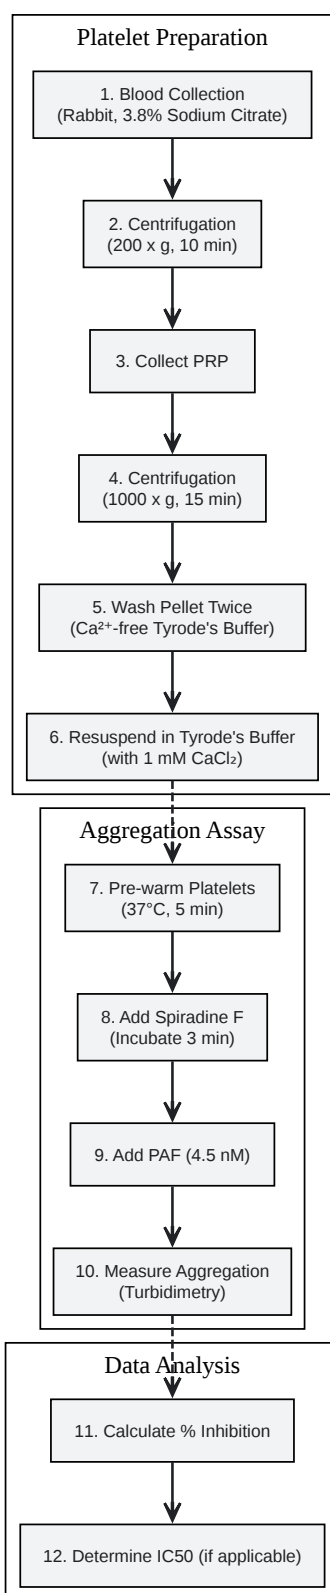 Platelet Preparation
1. Blood Collection
(Rabbit, 3.8% Sodium Citrate)
2. Centrifugation
(200 x g, 10 min)
3. Collect PRP
4. Centrifugation
(1000 x g, 15 min)
5. Wash Pellet Twice
(Ca²⁺-free Tyrode's Buffer)
6. Resuspend in Tyrode's Buffer
(with 1 mM CaCl₂)
Aggregation Assay
7. Pre-warm Platelets
(37°C, 5 min)
8. Add Spiradine F
(Incubate 3 min)
9. Add PAF (4.5 nM)
10. Measure Aggregation
(Turbidimetry)
Data Analysis
11. Calculate % Inhibition
12. Determine IC50 (if applicable)